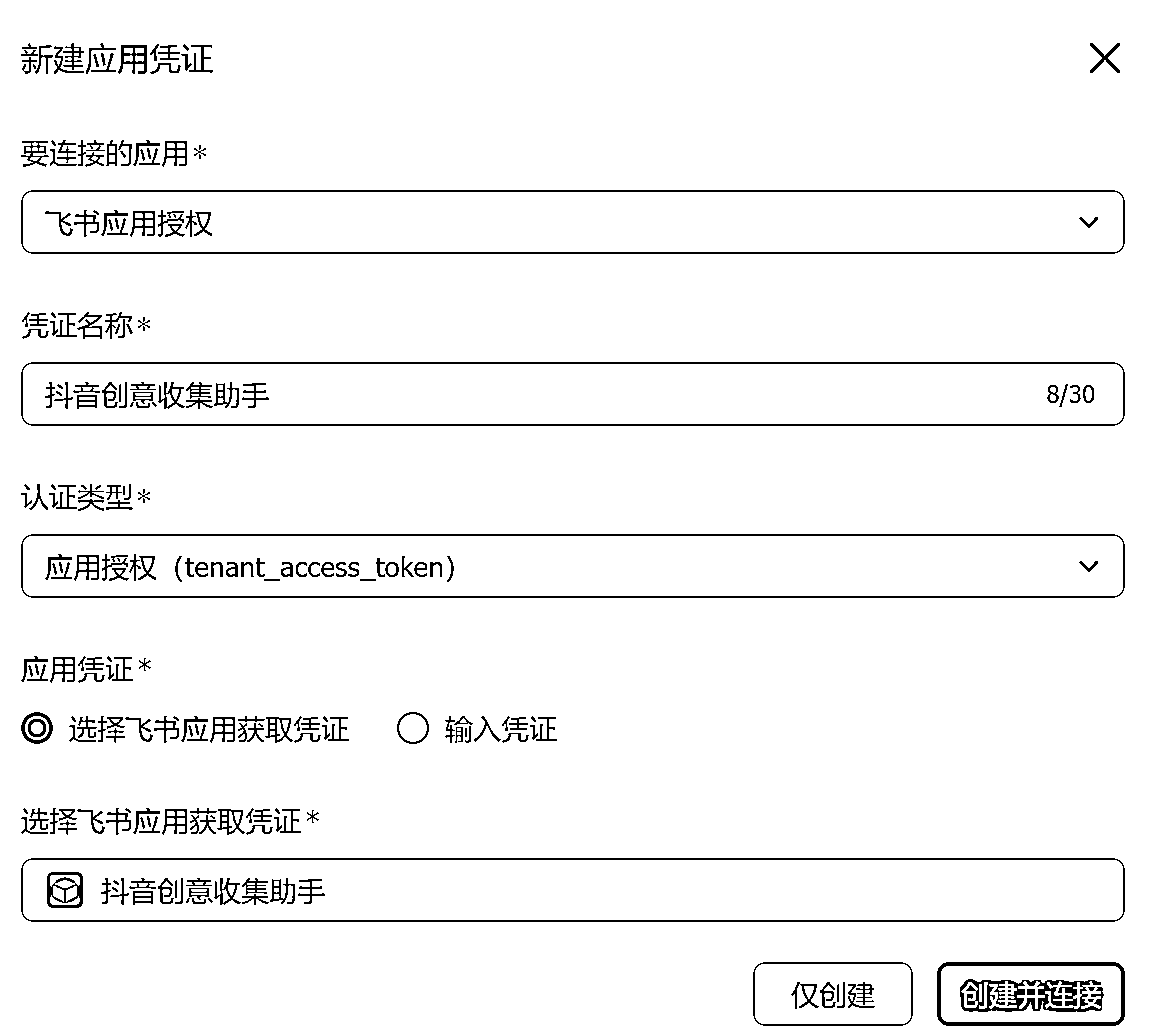 新建应用凭证
要连接的应用*
飞书应用授权
凭证名称*
抖音创意收集助手 8/30
认证类型*
应用授权（tenant_access_token）
应用凭证*
选择飞书应用获取凭证 输入凭证
选择飞书应用获取凭证*
抖音创意收集助手
仅创建 创建并连接